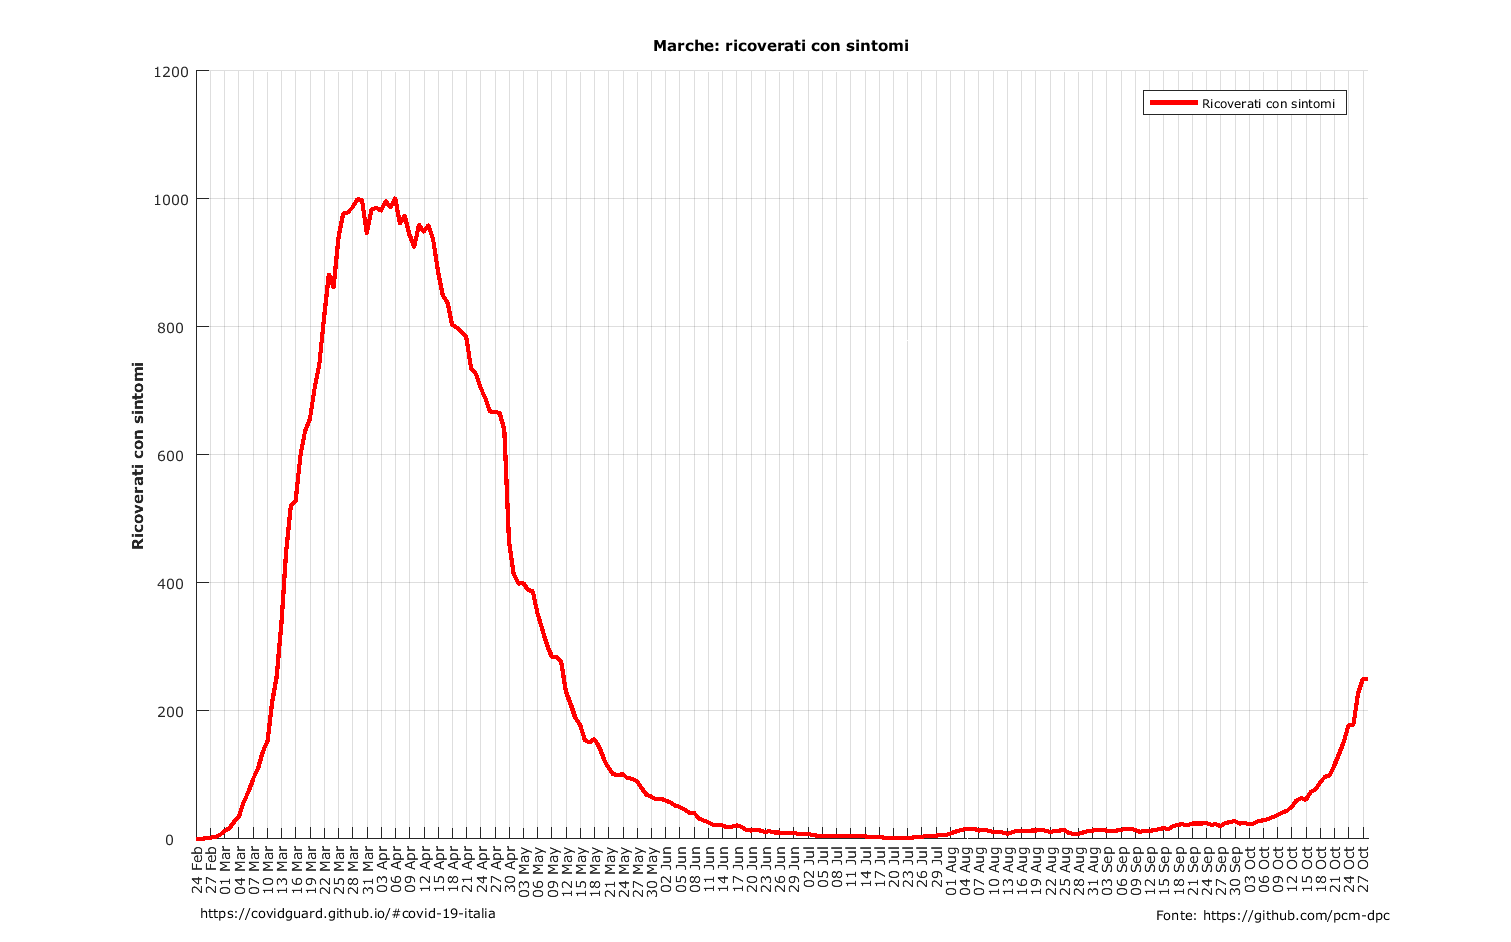 Marche: ricoverati con sintomi
1200
1000
800
600
400
200
0
Ricoverati con sintomi
Ricoverati con sintomi
24 Feb
27 Feb
01 Mar
04 Mar
07 Mar
10 Mar
13 Mar
16 Mar
19 Mar
22 Mar
25 Mar
28 Mar
31 Mar
03 Apr
06 Apr
09 Apr
12 Apr
15 Apr
18 Apr
21 Apr
24 Apr
27 Apr
30 Apr
03 May
06 May
09 May
12 May
15 May
18 May
21 May
24 May
27 May
30 May
02 Jun
05 Jun
08 Jun
11 Jun
14 Jun
17 Jun
20 Jun
23 Jun
26 Jun
29 Jun
02 Jul
05 Jul
08 Jul
11 Jul
14 Jul
17 Jul
20 Jul
23 Jul
26 Jul
29 Jul
01 Aug
04 Aug
07 Aug
10 Aug
13 Aug
16 Aug
19 Aug
22 Aug
25 Aug
28 Aug
31 Aug
03 Sep
06 Sep
09 Sep
12 Sep
15 Sep
18 Sep
21 Sep
24 Sep
27 Sep
30 Sep
03 Oct
06 Oct
09 Oct
12 Oct
15 Oct
18 Oct
21 Oct
24 Oct
27 Oct
https://covidguard.github.io/#covid-19-italia
Fonte: https://github.com/pcm-dpc